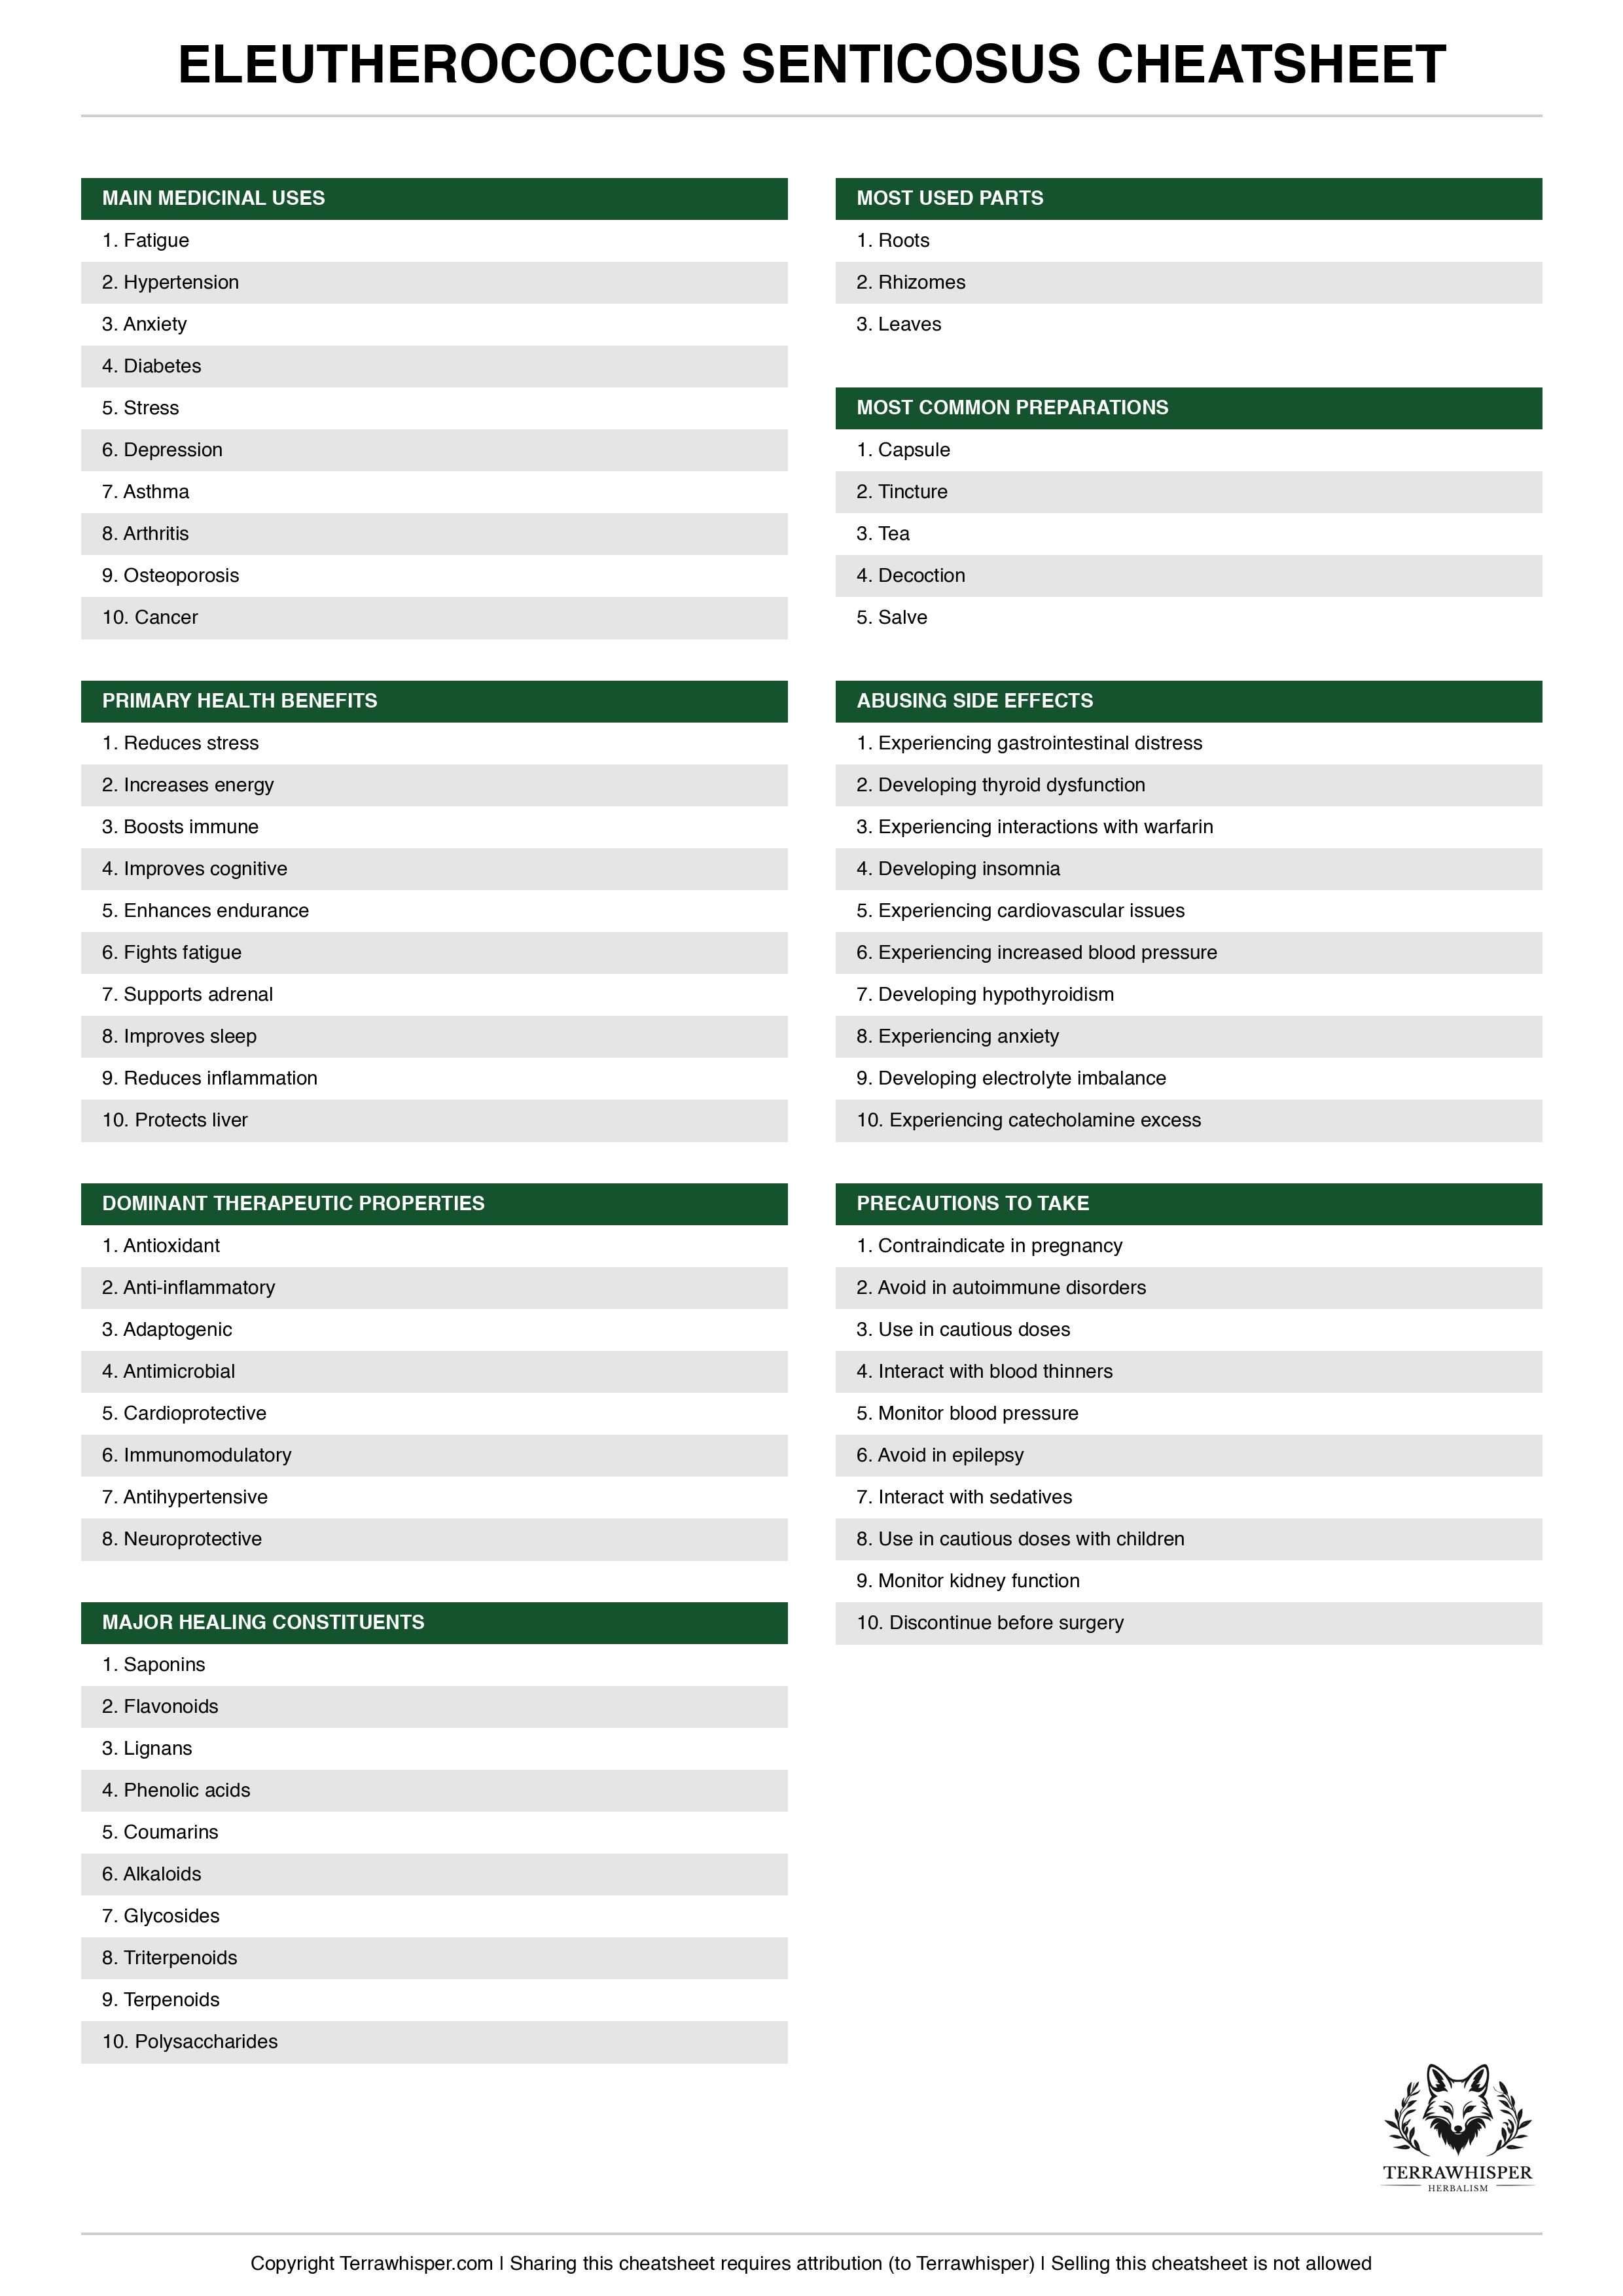 ELEUTHEROCOCCUS SENTICOSUS CHEATSHEET
MAIN MEDICINAL USES
1. Fatigue
2. Hypertension
3. Anxiety
4. Diabetes
5. Stress
6. Depression
7. Asthma
8. Arthritis
9. Osteoporosis
10. Cancer
PRIMARY HEALTH BENEFITS
1. Reduces stress
2. Increases energy
3. Boosts immune
4. Improves cognitive
5. Enhances endurance
6. Fights fatigue
7. Supports adrenal
8. Improves sleep
9. Reduces inflammation
10. Protects liver
DOMINANT THERAPEUTIC PROPERTIES
1. Antioxidant
2. Anti-inflammatory
3. Adaptogenic
4. Antimicrobial
5. Cardioprotective
6. Immunomodulatory
7. Antihypertensive
8. Neuroprotective
MAJOR HEALING CONSTITUENTS
1. Saponins
2. Flavonoids
3. Lignans
4. Phenolic acids
5. Coumarins
6. Alkaloids
7. Glycosides
8. Triterpenoids
9. Terpenoids
10. Polysaccharides
MOST USED PARTS
1. Roots
2. Rhizomes
3. Leaves
MOST COMMON PREPARATIONS
1. Capsule
2. Tincture
3. Tea
4. Decoction
5. Salve
ABUSING SIDE EFFECTS
1. Experiencing gastrointestinal distress
2. Developing thyroid dysfunction
3. Experiencing interactions with warfarin
4. Developing insomnia
5. Experiencing cardiovascular issues
6. Experiencing increased blood pressure
7. Developing hypothyroidism
8. Experiencing anxiety
9. Developing electrolyte imbalance
10. Experiencing catecholamine excess
PRECAUTIONS TO TAKE
1. Contraindicate in pregnancy
2. Avoid in autoimmune disorders
3. Use in cautious doses
4. Interact with blood thinners
5. Monitor blood pressure
6. Avoid in epilepsy
7. Interact with sedatives
8. Use in cautious doses with children
9. Monitor kidney function
10. Discontinue before surgery
TERRAWHISPER
HERBALISM
Copyright Terrawhisper.com | Sharing this cheatsheet requires attribution (to Terrawhisper) | Selling this cheatsheet is not allowed